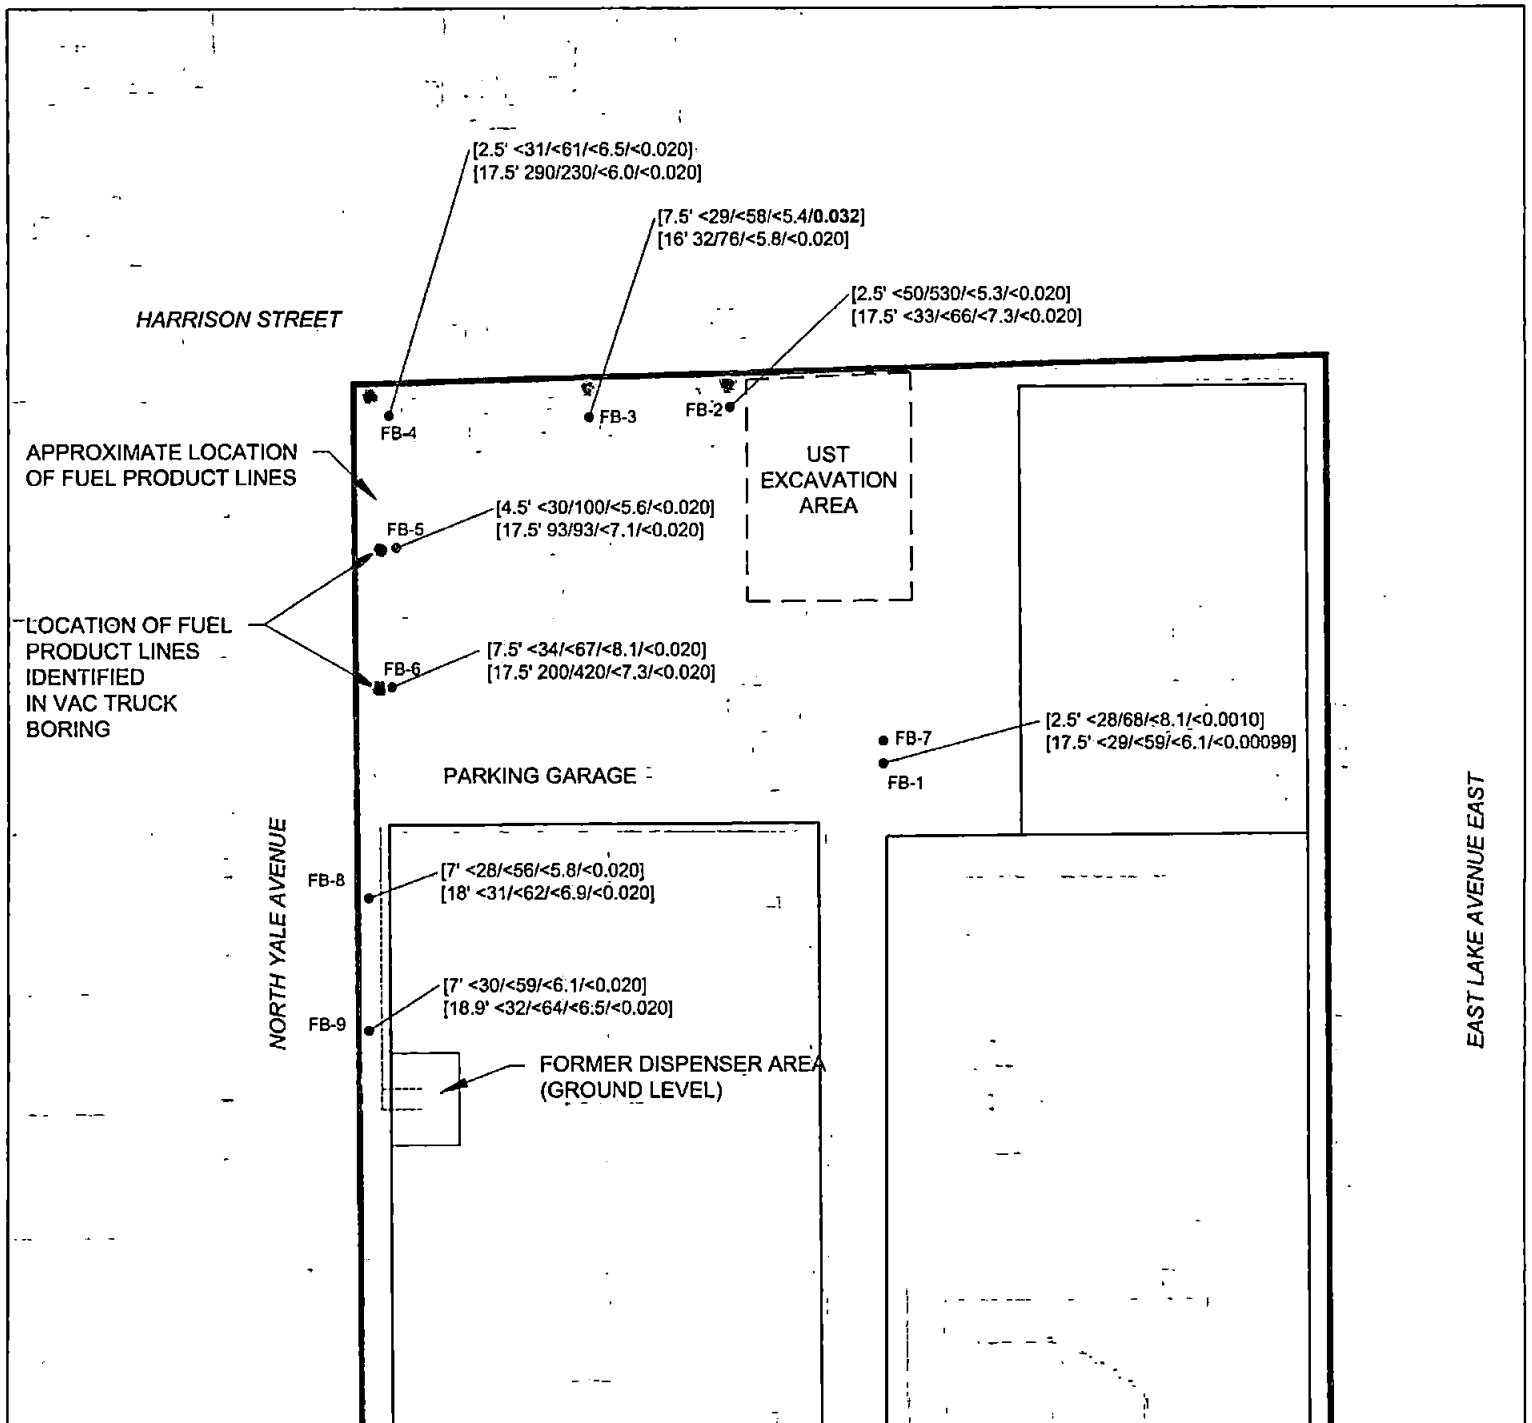 [2.5' <31/<61/<6.5/<0.020]
[17.5' 290/230/<6.0/<0.020]
[7.5' <29/<58/<5.4/0.032]
[16' 32/76/<5.8/<0.020]
[2.5' <50/530/<5.3/<0.020]
[17.5' <33/<66/<7.3/<0.020]
HARRISON STREET
FB-4
FB-3
FB-2
APPROXIMATE LOCATION
OF FUEL PRODUCT LINES
UST
EXCAVATION
AREA
[4.5' <30/100/<5.6/<0.020]
[17.5' 93/93/<7.1/<0.020]
FB-5
LOCATION OF FUEL
PRODUCT LINES
IDENTIFIED
IN VAC TRUCK
BORING
[7.5' <34/<67/<8.1/<0.020]
[17.5' 200/420/<7.3/<0.020]
FB-6
[2.5' <28/68/<8.1/<0.0010]
[17.5' <29/<59/<6.1/<0.00099]
FB-7
FB-1
PARKING GARAGE
NORTH YALE AVENUE
EAST LAKE AVENUE EAST
FB-8
[7' <28/<56/<5.8/<0.020]
[18' <31/<62/<6.9/<0.020]
[7' <30/<59/<6.1/<0.020]
[18.9' <32/<64/<6.5/<0.020]
FB-9
FORMER DISPENSER AREA
(GROUND LEVEL)